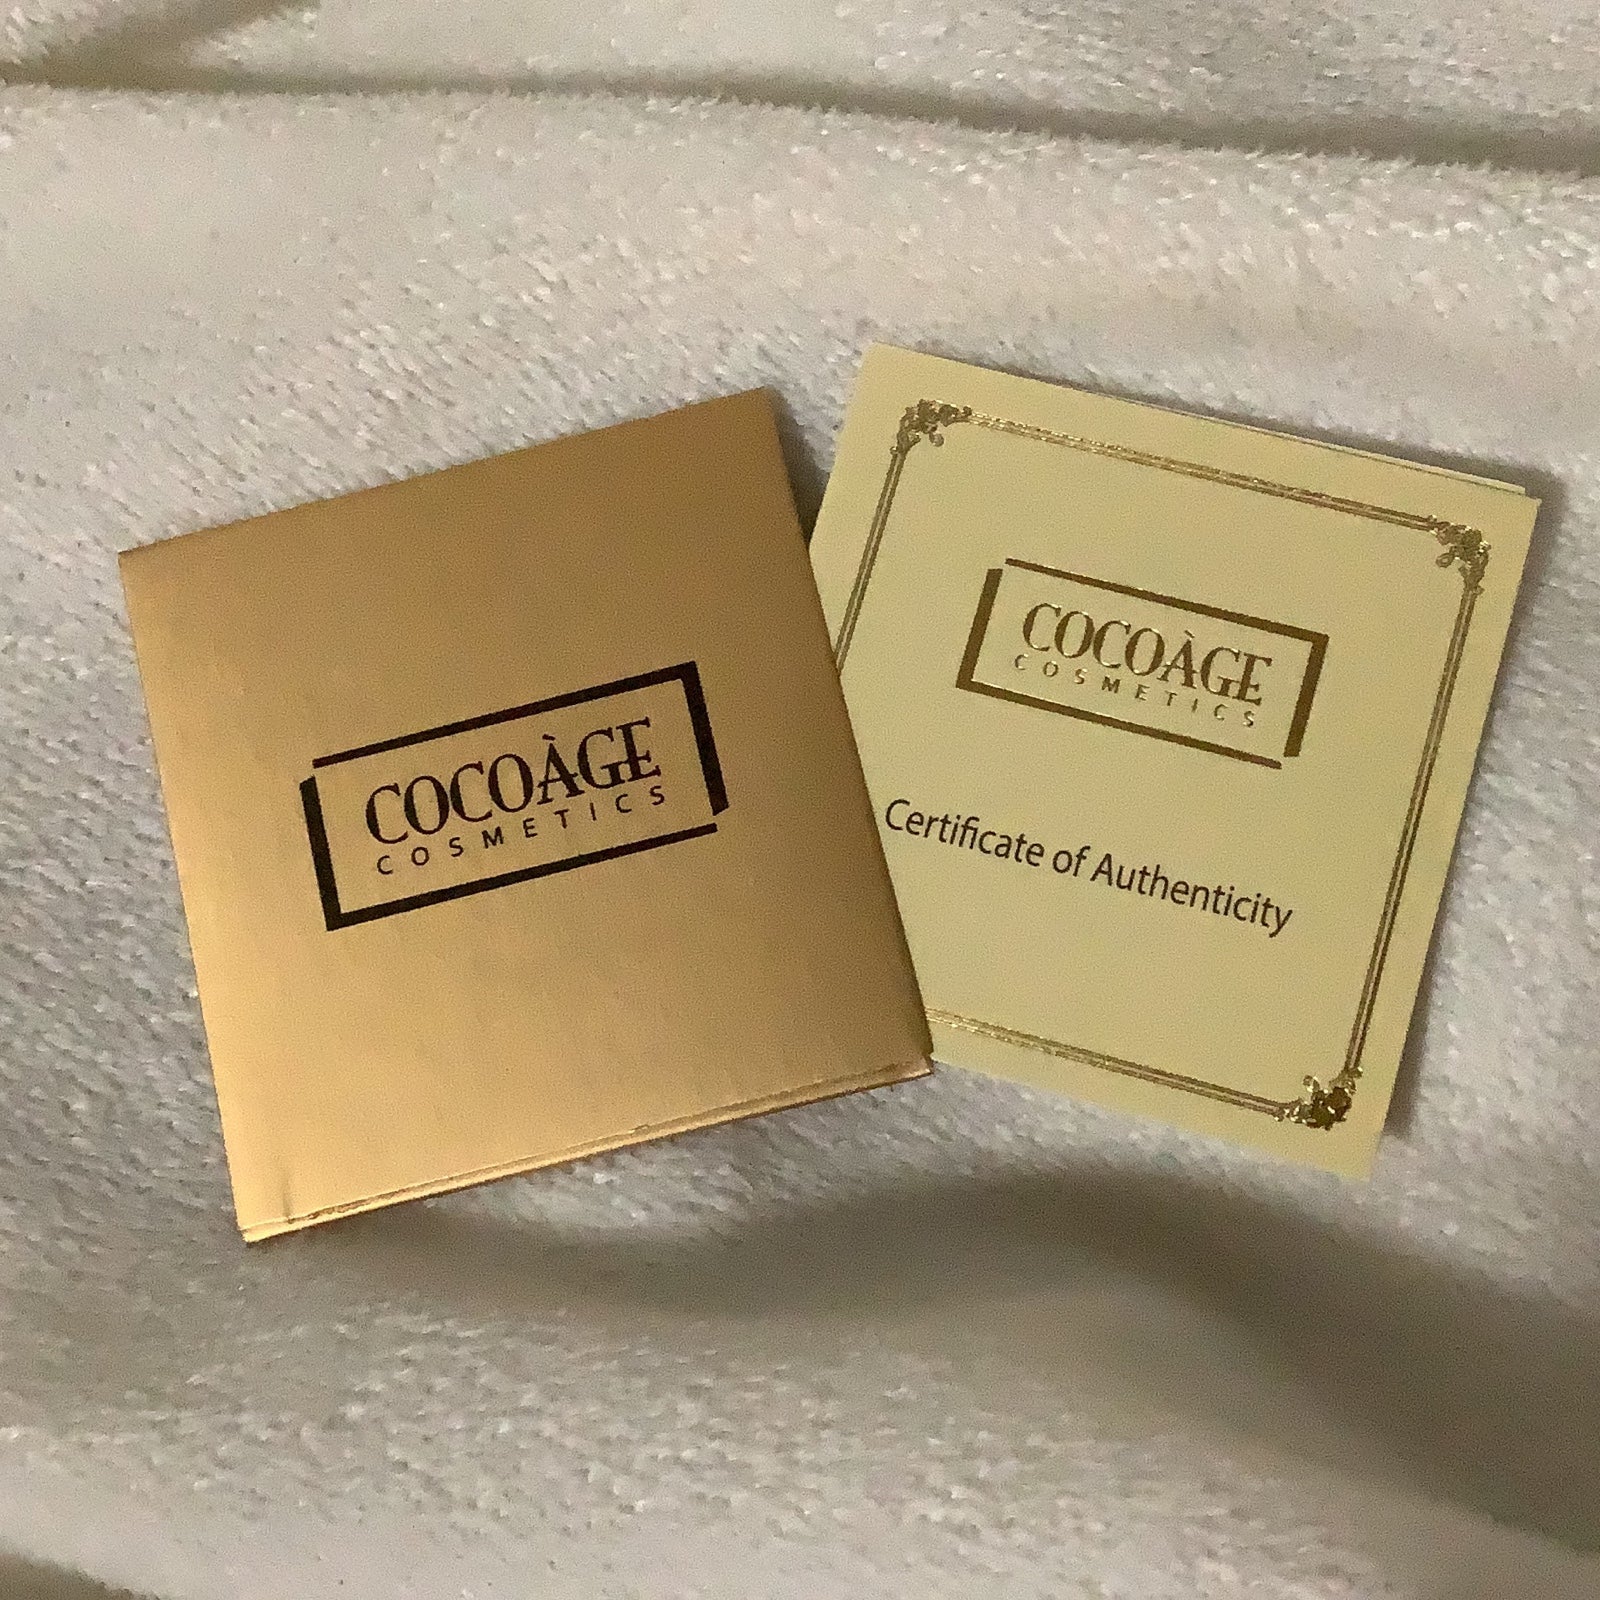 COCOÀGE
COSMETICS
COCOÀGE
COSMETICS
Certificate of Authenticity